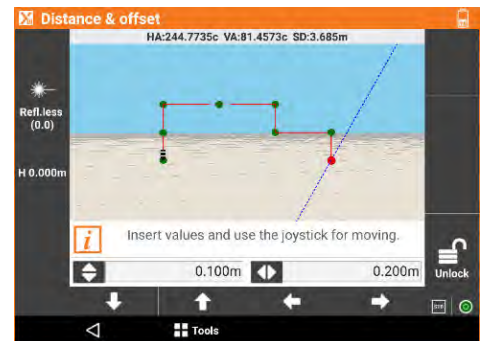 Distance & offset
HA:244.7735c VA:81.4573c SD:3.685m
Refl.less
(0.0)
H 0.000m
Insert values and use the joystick for moving.
0.100m
0.200m
Unlock
Tools